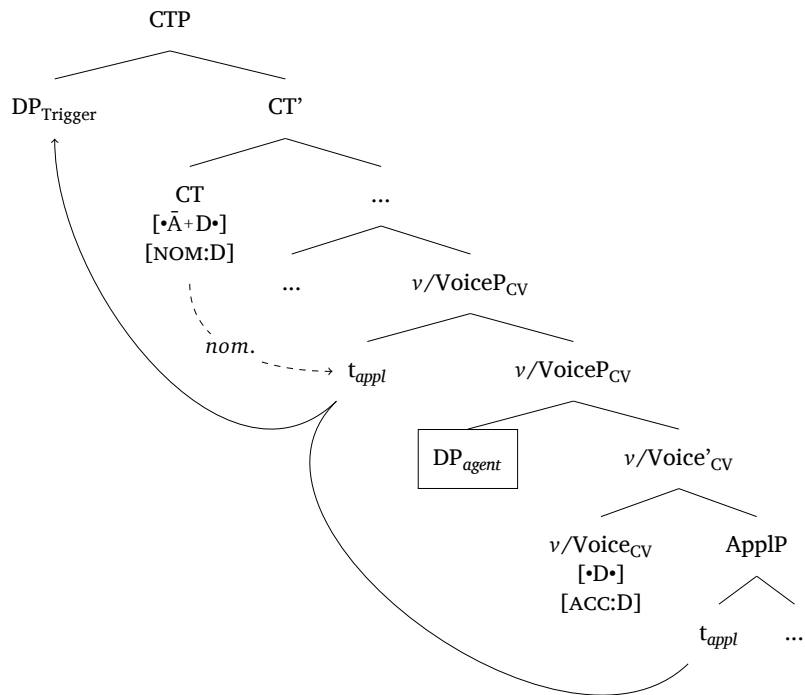 CTP
DP_Trigger CT’
CT ...
[•Ā+D•]
[NOM:D]
... v/VoiceP_CV
nom.
t_appl v/VoiceP_CV
DP_agent v/Voice’_CV
v/Voice_CV ApplP
[•D•]
[ACC:D]
t_appl ...